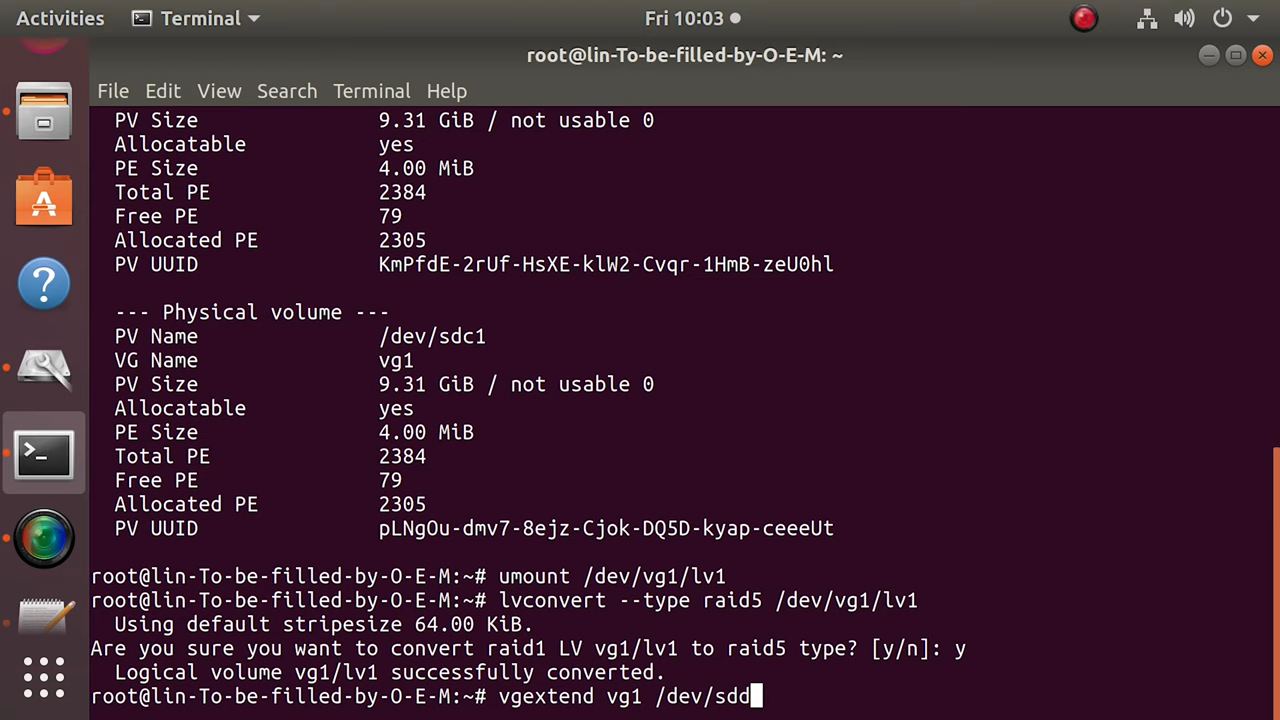 Activities Terminal Fri 10:03
root@lin-To-be-filled-by-O-E-M: ~
File Edit View Search Terminal Help
PV Size 9.31 GiB / not usable 0
Allocatable yes
PE Size 4.00 MiB
Total PE 2384
Free PE 79
Allocated PE 2305
PV UUID KmPfdE-2rUf-HsXE-klW2-Cvqr-1HmB-zeU0hl
--- Physical volume ---
PV Name /dev/sdc1
VG Name vg1
PV Size 9.31 GiB / not usable 0
Allocatable yes
PE Size 4.00 MiB
Total PE 2384
Free PE 79
Allocated PE 2305
PV UUID pLNgOu-dmv7-8ejz-Cjok-DQ5D-kyap-ceeeUt
root@lin-To-be-filled-by-O-E-M:~# umount /dev/vg1/lv1
root@lin-To-be-filled-by-O-E-M:~# lvconvert --type raid5 /dev/vg1/lv1
Using default stripesize 64.00 KiB.
Are you sure you want to convert raid1 LV vg1/lv1 to raid5 type? [y/n]: y
Logical volume vg1/lv1 successfully converted.
root@lin-To-be-filled-by-O-E-M:~# vgextend vg1 /dev/sdd